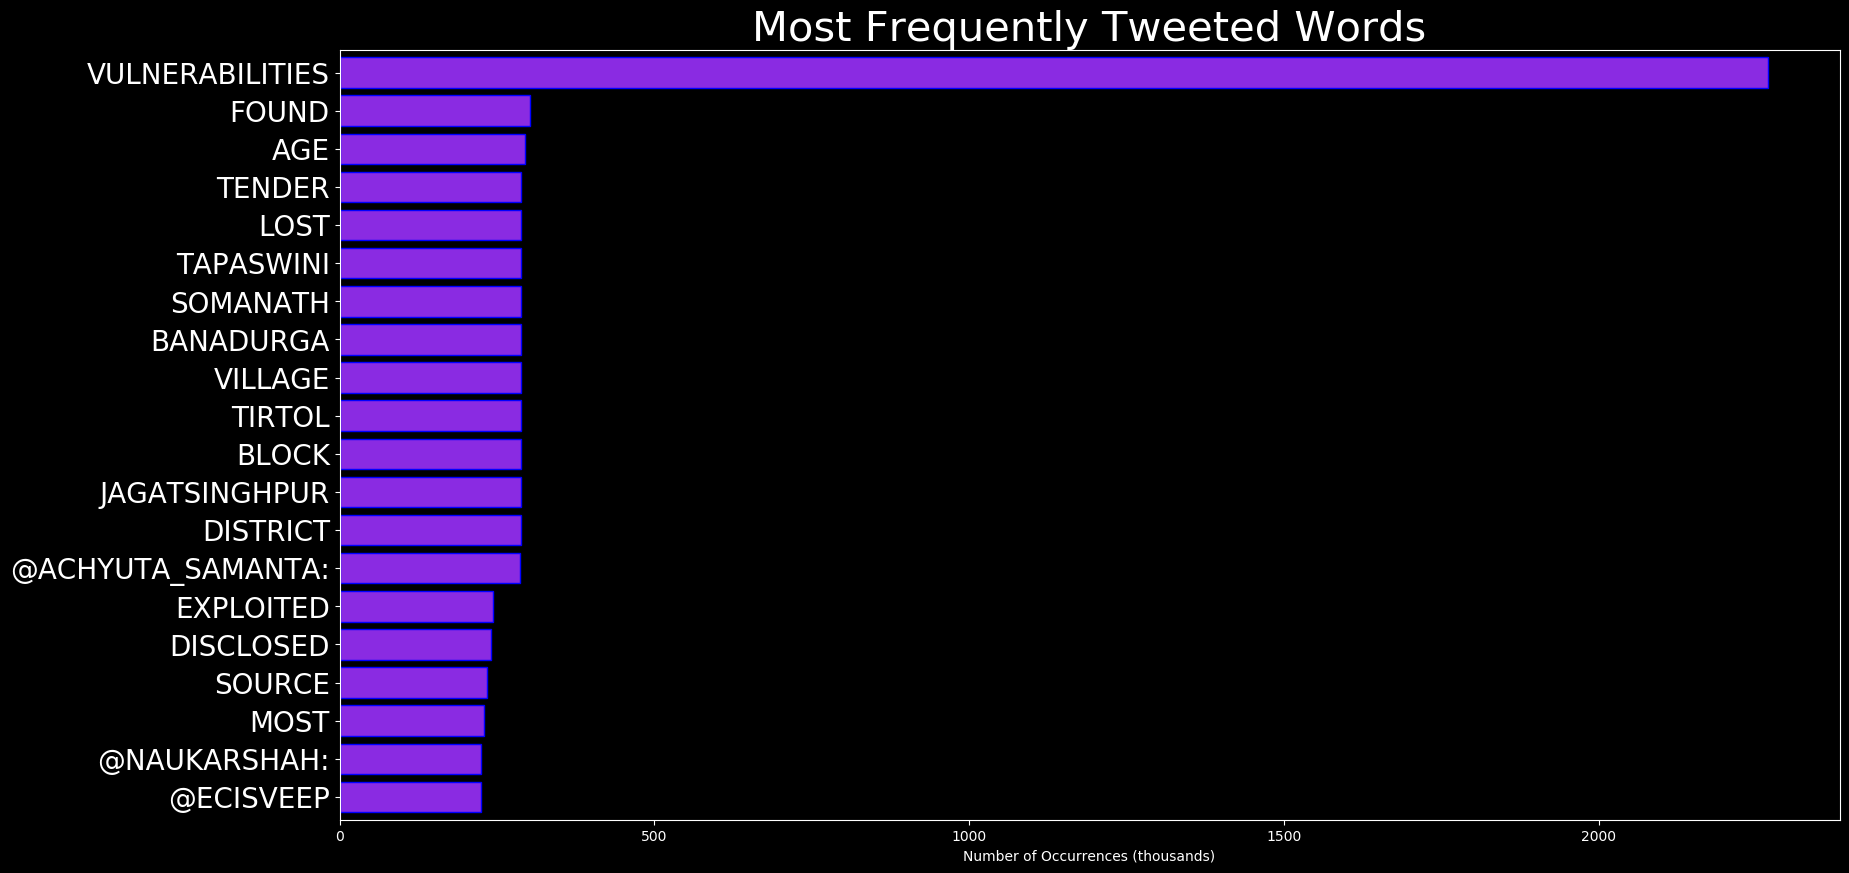 Most Frequently Tweeted Words
VULNERABILITIES
FOUND
AGE
TENDER
LOST
TAPASWINI
SOMANATH
BANADURGA
VILLAGE
TIRTOL
BLOCK
JAGATSINGHPUR
DISTRICT
@ACHYUTA_SAMANTA:
EXPLOITED
DISCLOSED
SOURCE
MOST
@NAUKARSHAH:
@ECISVEEP
0 500 1000 1500 2000
Number of Occurrences (thousands)